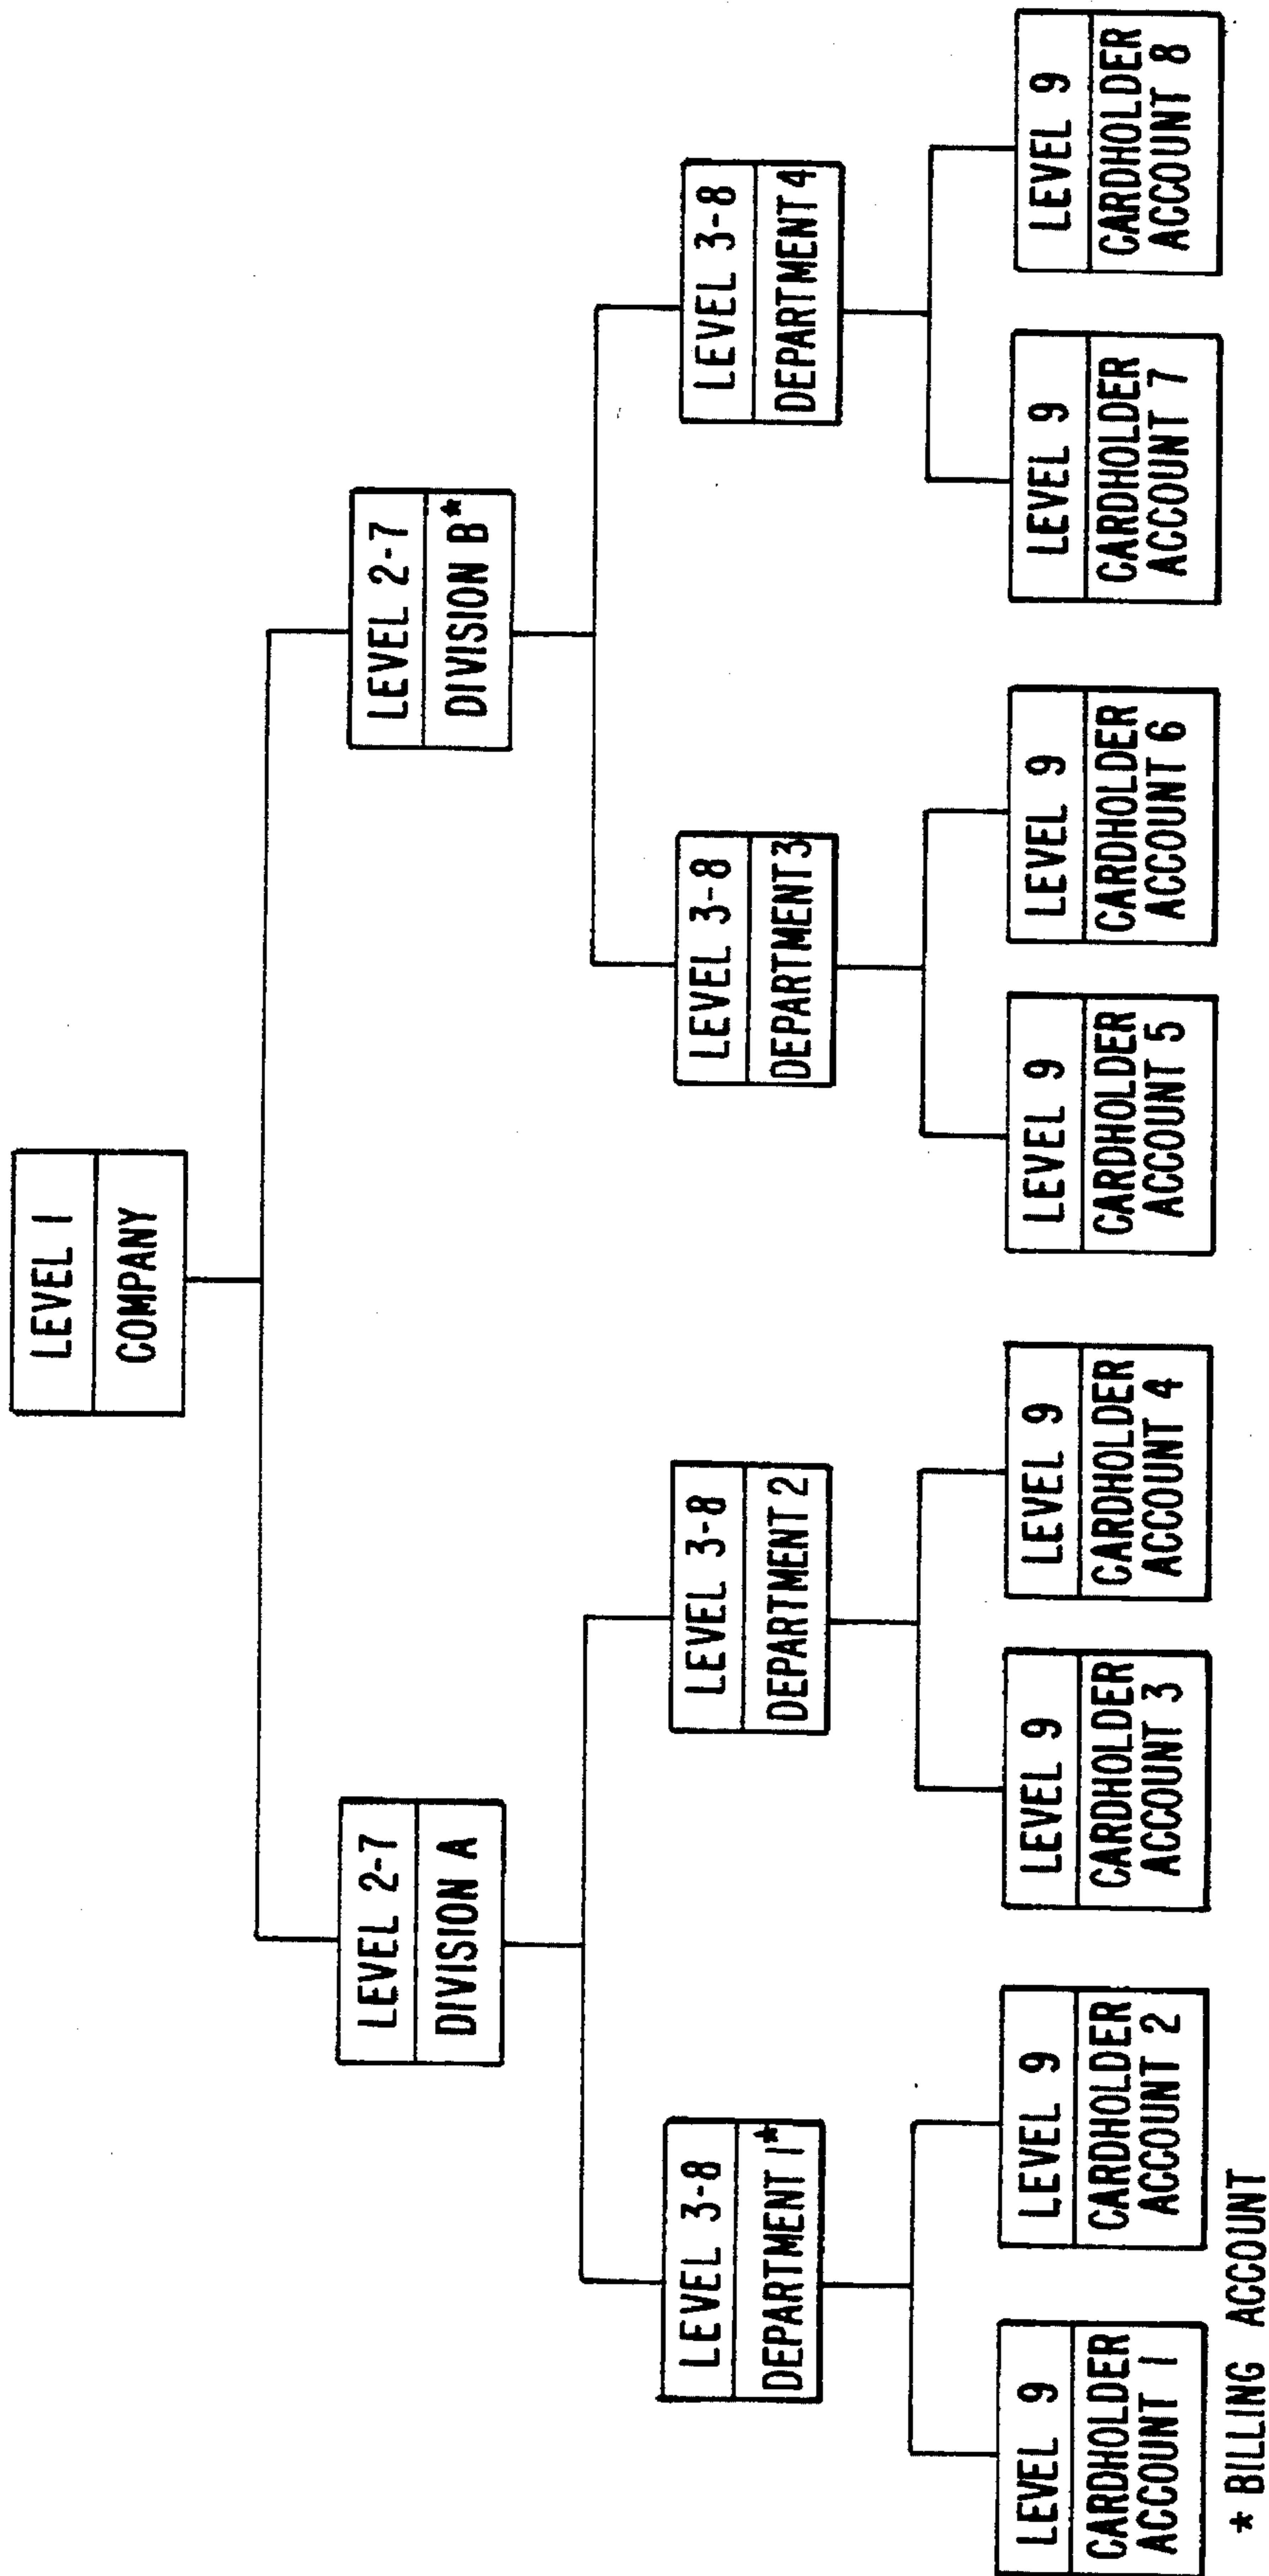 LEVEL 1
COMPANY
LEVEL 2-7
DIVISION A
LEVEL 2-7
DIVISION B*
LEVEL 3-8
DEPARTMENT 1*
LEVEL 3-8
DEPARTMENT 2
LEVEL 3-8
DEPARTMENT 3
LEVEL 3-8
DEPARTMENT 4
LEVEL 9
CARDHOLDER
ACCOUNT 1
LEVEL 9
CARDHOLDER
ACCOUNT 2
LEVEL 9
CARDHOLDER
ACCOUNT 3
LEVEL 9
CARDHOLDER
ACCOUNT 4
LEVEL 9
CARDHOLDER
ACCOUNT 5
LEVEL 9
CARDHOLDER
ACCOUNT 6
LEVEL 9
CARDHOLDER
ACCOUNT 7
LEVEL 9
CARDHOLDER
ACCOUNT 8
* BILLING ACCOUNT